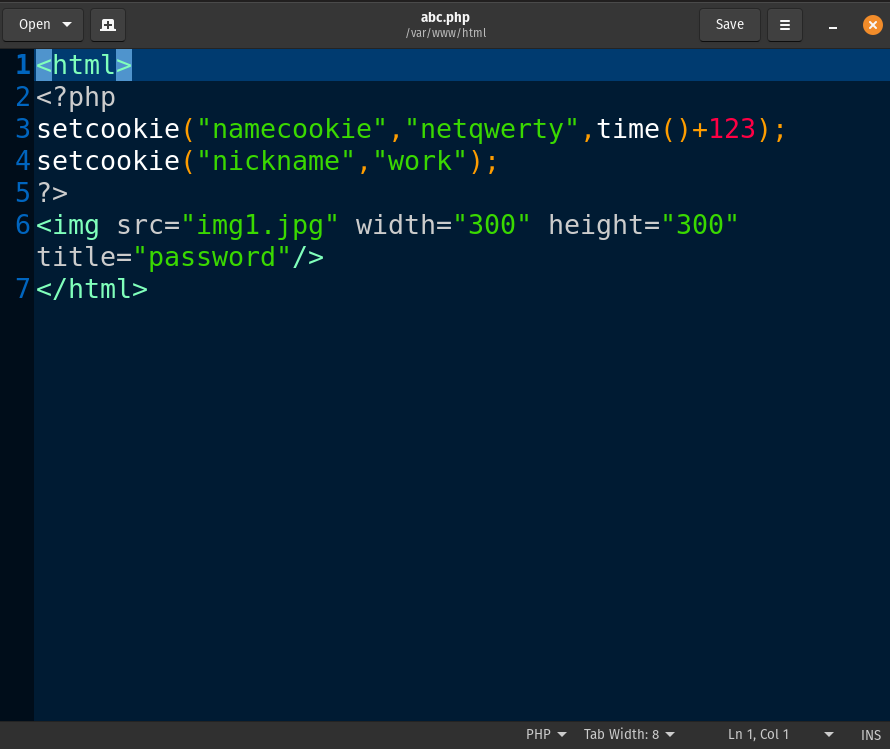 Open
abc.php
/var/www/html
Save
1 <html>
2 <?php
3 setcookie("namecookie","netqwerty",time()+123);
4 setcookie("nickname","work");
5 ?>
6 <img src="img1.jpg" width="300" height="300"
title="password"/>
7 </html>
PHP
Tab Width: 8
Ln 1, Col 1
INS